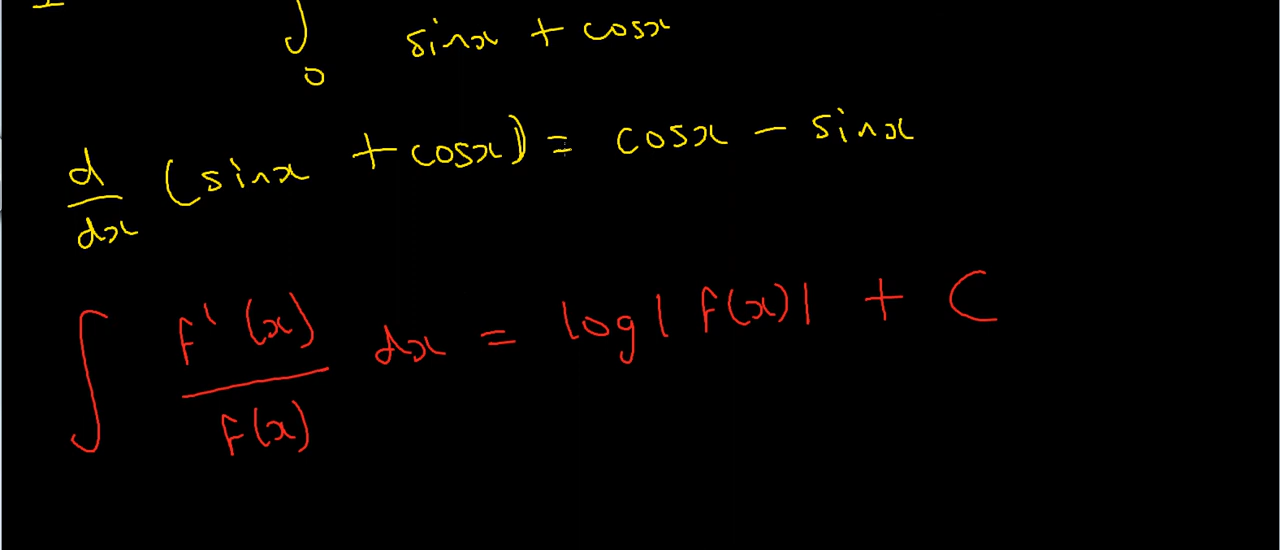 ∫₀ sinx + cosx
d/dx (sinx + cosx) = cosx - sinx
∫ f'(x)/f(x) dx = log|f(x)| + C